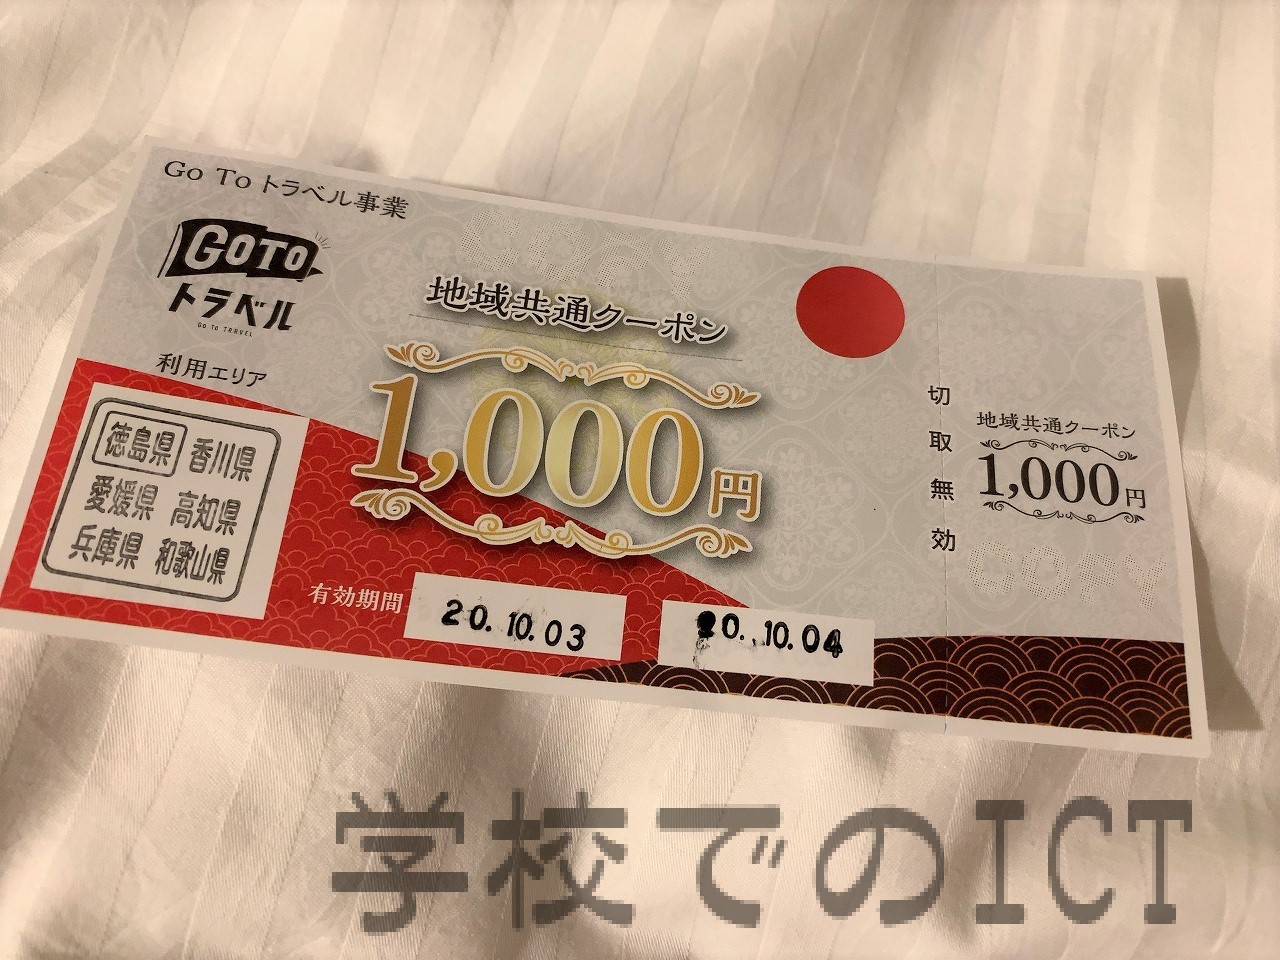 Go To トラベル事業
GOTO
トラベル
GO TO TRAVEL
利用エリア
徳島県 香川県
愛媛県 高知県
兵庫県 和歌山県
COPY
地域共通クーポン
1,000円
有効期間 20.10.03 20.10.04
切取無効
地域共通クーポン
1,000円
COPY
学校でのICT